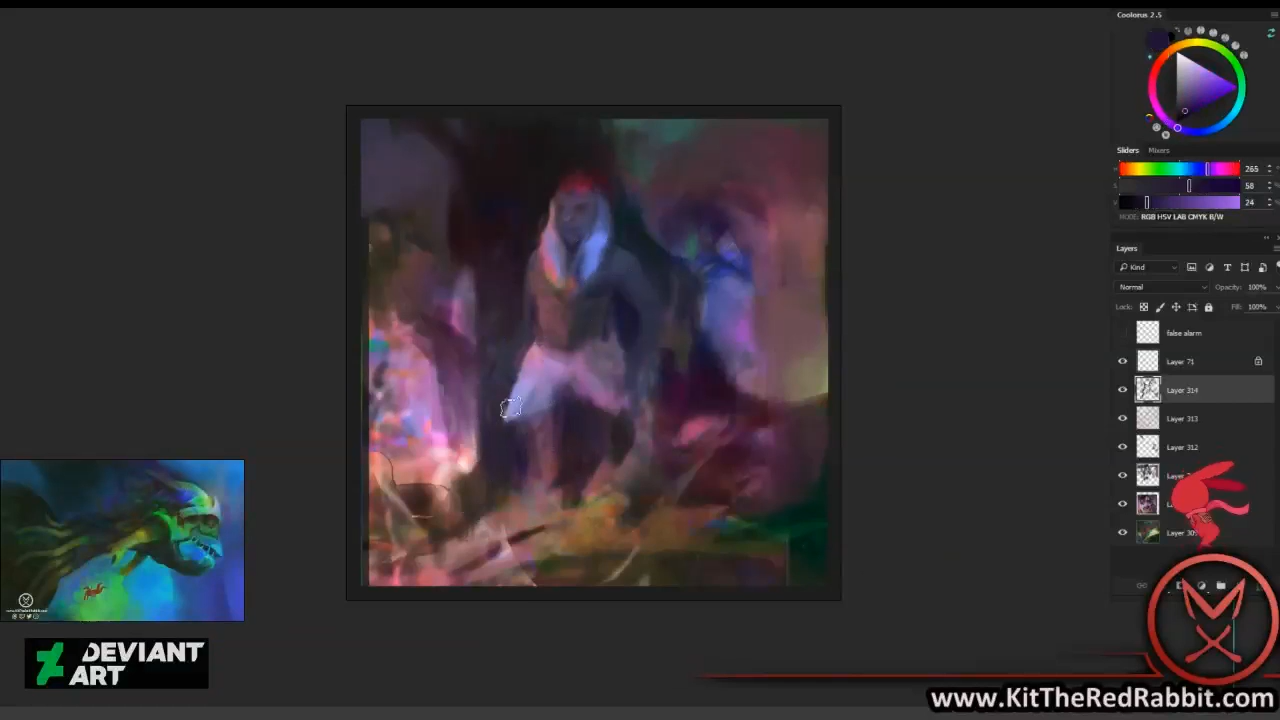 Coolorus 2.5
Sliders Mixers
H 265
S 58
V 24
MODE: RGB HSV LAB CMYK B/W
Layers
Kind
Normal Opacity: 100%
Lock: Fill: 100%
false alarm
Layer 71
Layer 314
Layer 313
Layer 312
DEVIANT
ART
www.KitTheRedRabbit.com